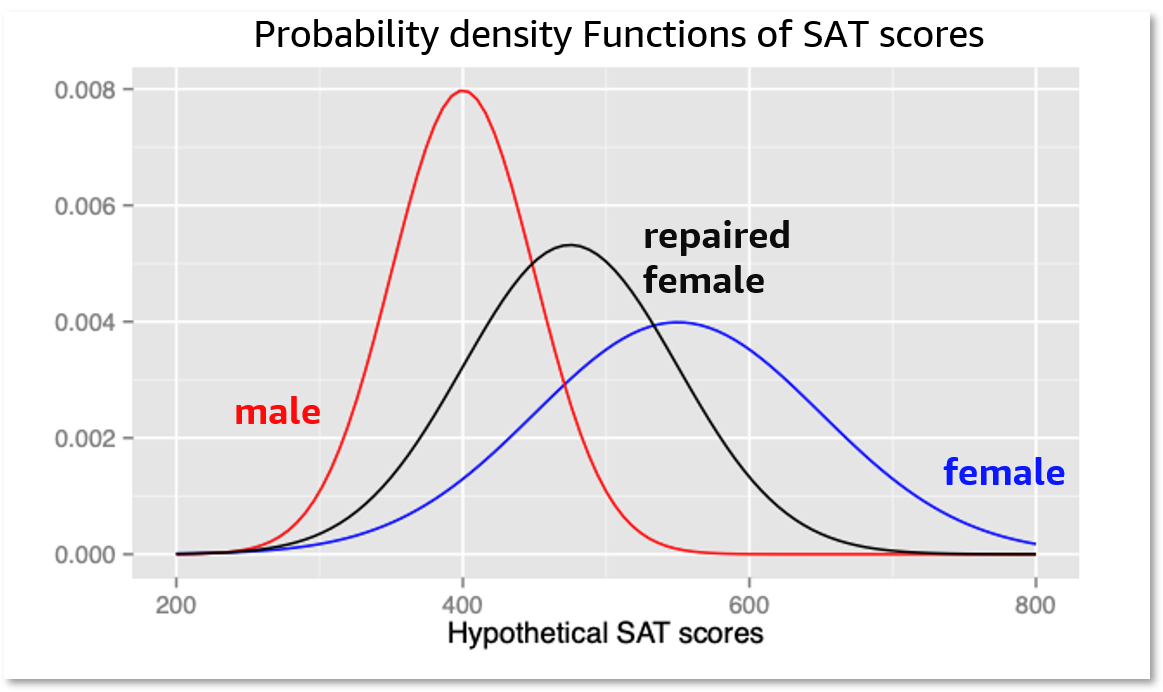 Probability density Functions of SAT scores
0.008
0.006
0.004
0.002
0.000
repaired
female
male
female
200 400 600 800
Hypothetical SAT scores